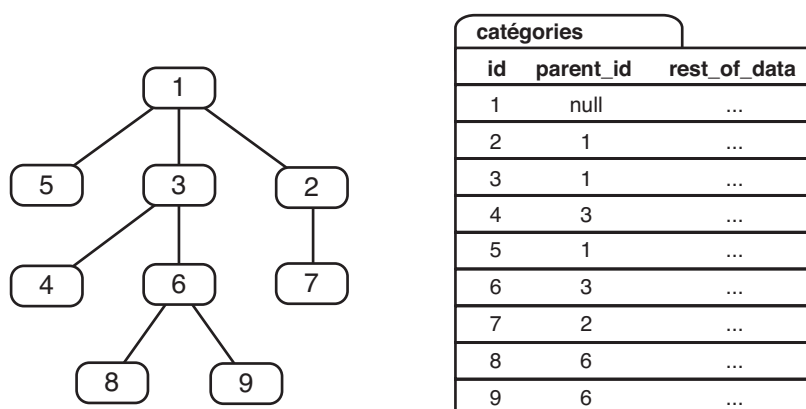 1
5 3 2
4 6 7
8 9
catégories
id parent_id rest_of_data
1 null ...
2 1 ...
3 1 ...
4 3 ...
5 1 ...
6 3 ...
7 2 ...
8 6 ...
9 6 ...